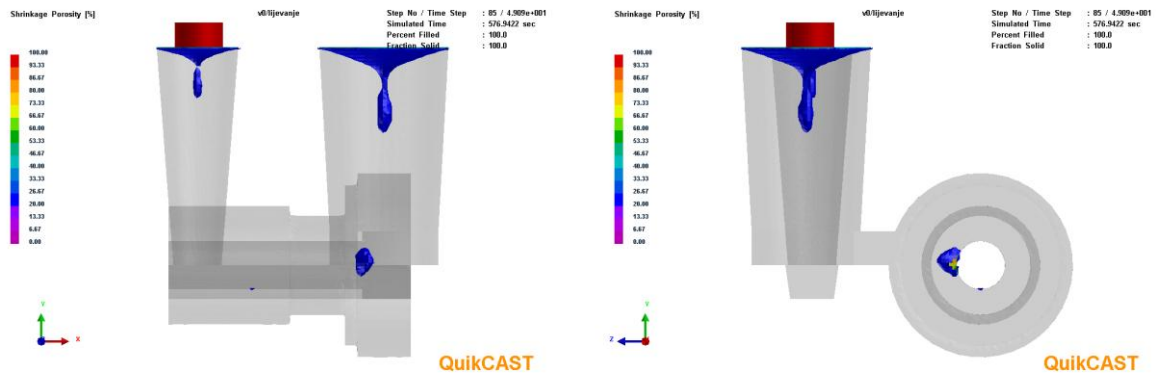 Shrinkage Porosity [%]
v0/lijevanje
Step No / Time Step : 85 / 4.909e+001
Simulated Time : 576.9422 sec
Percent Filled : 100.0
Fraction Solid : 100.0
100.00
93.33
86.67
80.00
73.33
66.67
60.00
53.33
46.67
40.00
33.33
26.67
20.00
13.33
6.67
0.00
Y
X
QuikCAST
Shrinkage Porosity [%]
v0/lijevanje
Step No / Time Step : 85 / 4.909e+001
Simulated Time : 576.9422 sec
Percent Filled : 100.0
Fraction Solid : 100.0
100.00
93.33
86.67
80.00
73.33
66.67
60.00
53.33
46.67
40.00
33.33
26.67
20.00
13.33
6.67
0.00
Y
Z
QuikCAST